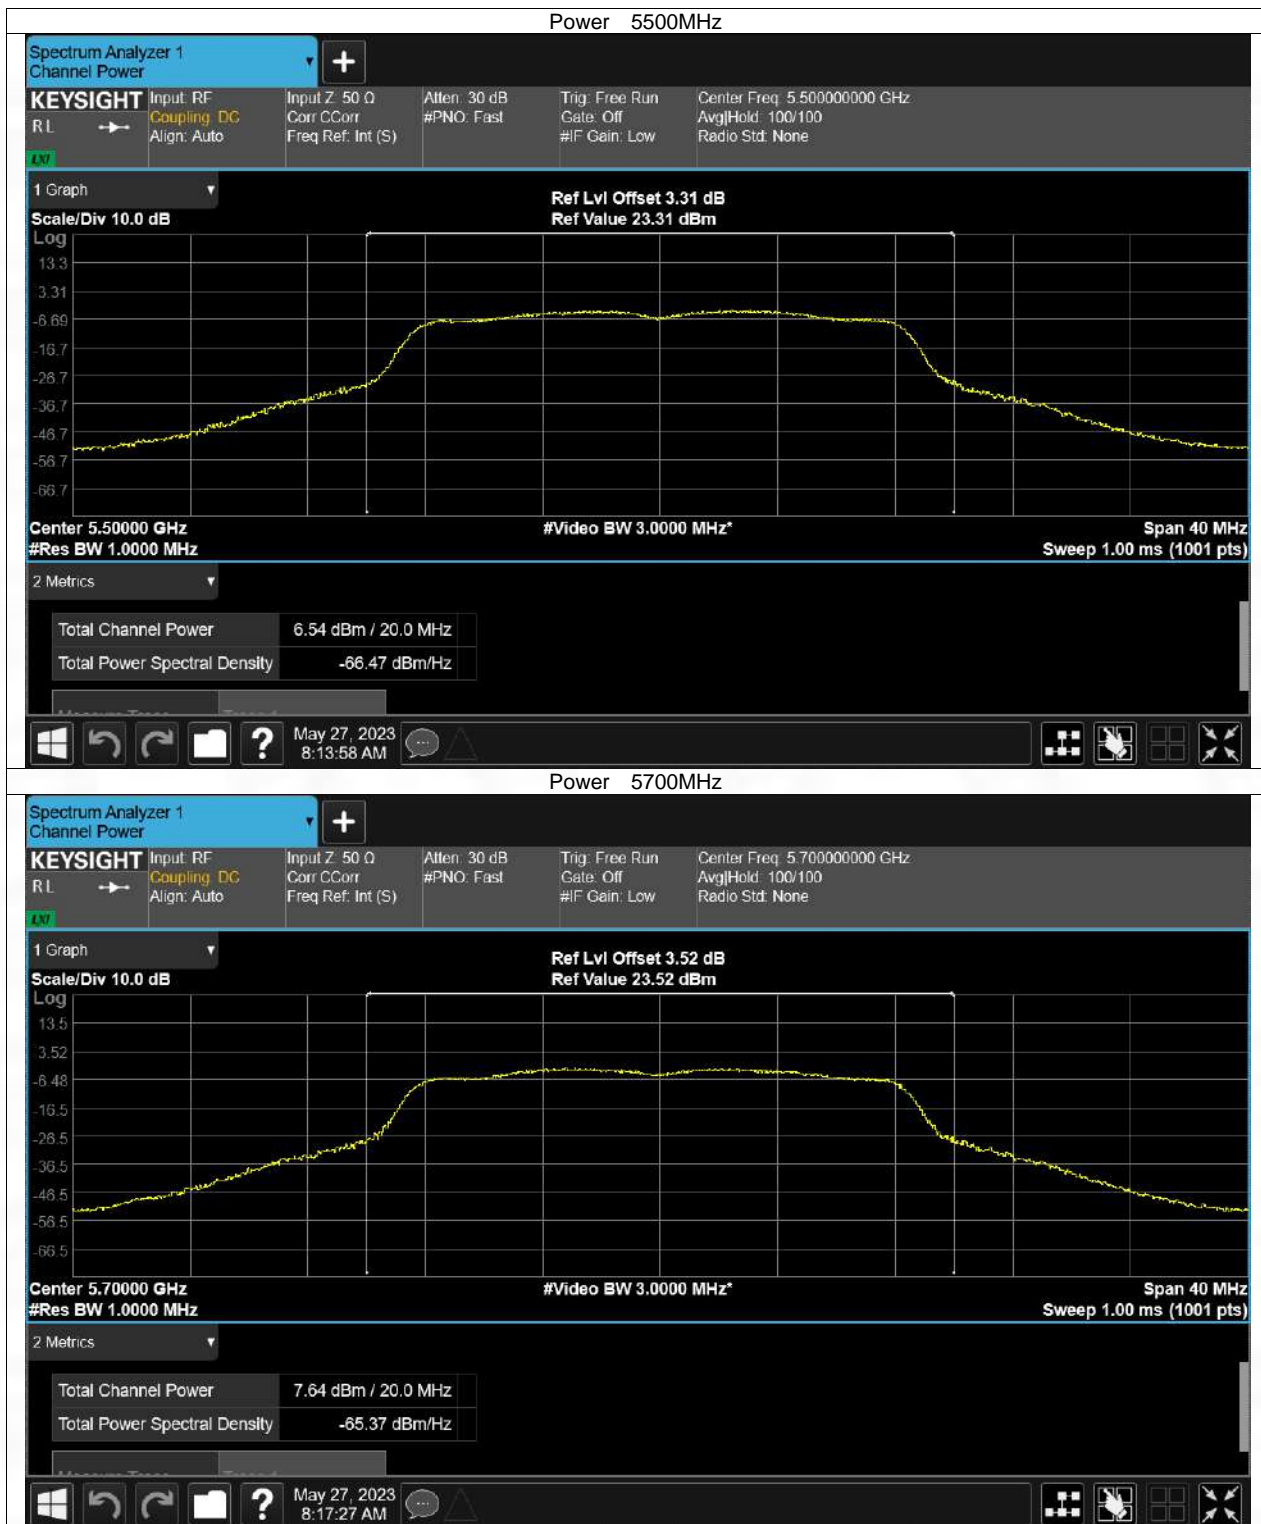 Power 5500MHz
Spectrum Analyzer 1
Channel Power
KEYSIGHT
RL
LXI
Input: RF
Coupling: DC
Align: Auto
Input Z: 50 Ω
Corr CCorr
Freq Ref: Int (S)
Atten: 30 dB
#PNO: Fast
Trig: Free Run
Gate: Off
#IF Gain: Low
Center Freq: 5.500000000 GHz
Avg|Hold: 100/100
Radio Std: None
1 Graph
Scale/Div 10.0 dB
Ref Lvl Offset 3.31 dB
Ref Value 23.31 dBm
Log
13.3
3.31
-6.69
-16.7
-26.7
-36.7
-46.7
-56.7
-66.7
Center 5.50000 GHz
#Res BW 1.0000 MHz
#Video BW 3.0000 MHz*
Span 40 MHz
Sweep 1.00 ms (1001 pts)
2 Metrics
Total Channel Power 6.54 dBm / 20.0 MHz
Total Power Spectral Density -66.47 dBm/Hz
?
May 27, 2023
8:13:58 AM
Power 5700MHz
Spectrum Analyzer 1
Channel Power
KEYSIGHT
RL
LXI
Input: RF
Coupling: DC
Align: Auto
Input Z: 50 Ω
Corr CCorr
Freq Ref: Int (S)
Atten: 30 dB
#PNO: Fast
Trig: Free Run
Gate: Off
#IF Gain: Low
Center Freq: 5.700000000 GHz
Avg|Hold: 100/100
Radio Std: None
1 Graph
Scale/Div 10.0 dB
Ref Lvl Offset 3.52 dB
Ref Value 23.52 dBm
Log
13.5
3.52
-6.48
-16.5
-26.5
-36.5
-46.5
-56.5
-66.5
Center 5.70000 GHz
#Res BW 1.0000 MHz
#Video BW 3.0000 MHz*
Span 40 MHz
Sweep 1.00 ms (1001 pts)
2 Metrics
Total Channel Power 7.64 dBm / 20.0 MHz
Total Power Spectral Density -65.37 dBm/Hz
?
May 27, 2023
8:17:27 AM